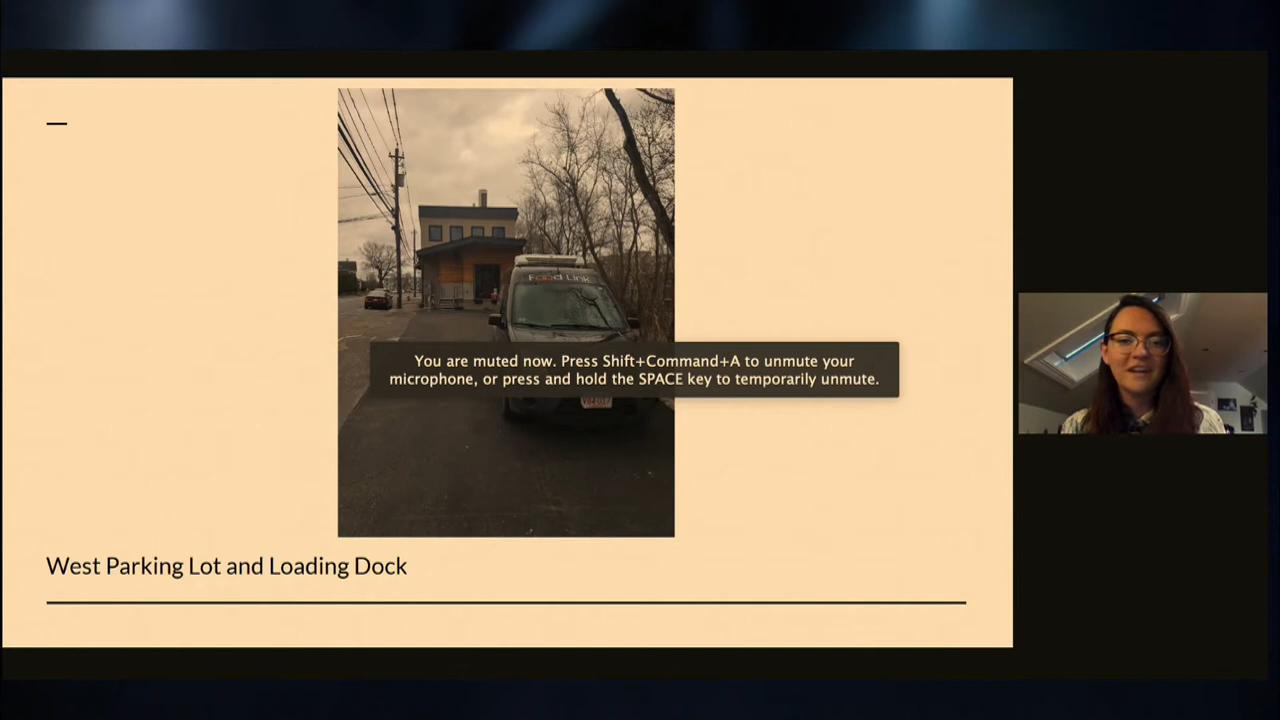 Food Link
You are muted now. Press Shift+Command+A to unmute your
microphone, or press and hold the SPACE key to temporarily unmute.
West Parking Lot and Loading Dock